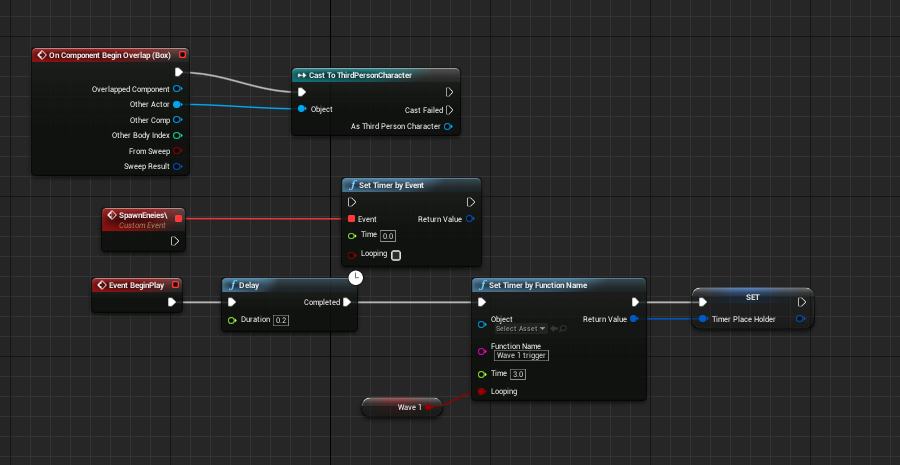 On Component Begin Overlap (Box)
Overlapped Component
Other Actor
Other Comp
Other Body Index
From Sweep
Sweep Result
Cast To ThirdPersonCharacter
Object
Cast Failed
As Third Person Character
Set Timer by Event
Event
Return Value
Time 0.0
Looping
SpawnEneies\
Custom Event
Event BeginPlay
Delay
Completed
Duration 0.2
Set Timer by Function Name
Object
Select Asset
Return Value
Function Name
Wave 1 trigger
Time 3.0
Looping
Wave 1
SET
Timer Place Holder